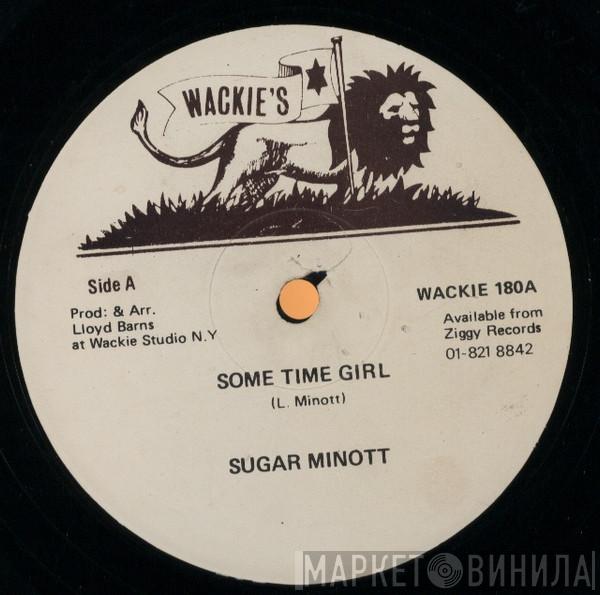 WACKIE'S
Side A
Prod: & Arr.
Lloyd Barns
at Wackie Studio N.Y
WACKIE 180A
Available from
Ziggy Records
01-821 8842
SOME TIME GIRL
(L. Minott)
SUGAR MINOTT
МАРКЕТ ВИНИЛА